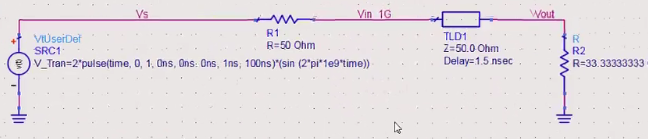 Vs
Vin_1G
Vout
VtUserDef
SRC1
V_Tran=2*pulse(time, 0, 1, 0ns, 0ns, 0ns, 1ns, 100ns)*(sin (2*pi*1e9*time))
R
R1
R=50 Ohm
TLD1
Z=50.0 Ohm
Delay=1.5 nsec
R
R2
R=33.33333333